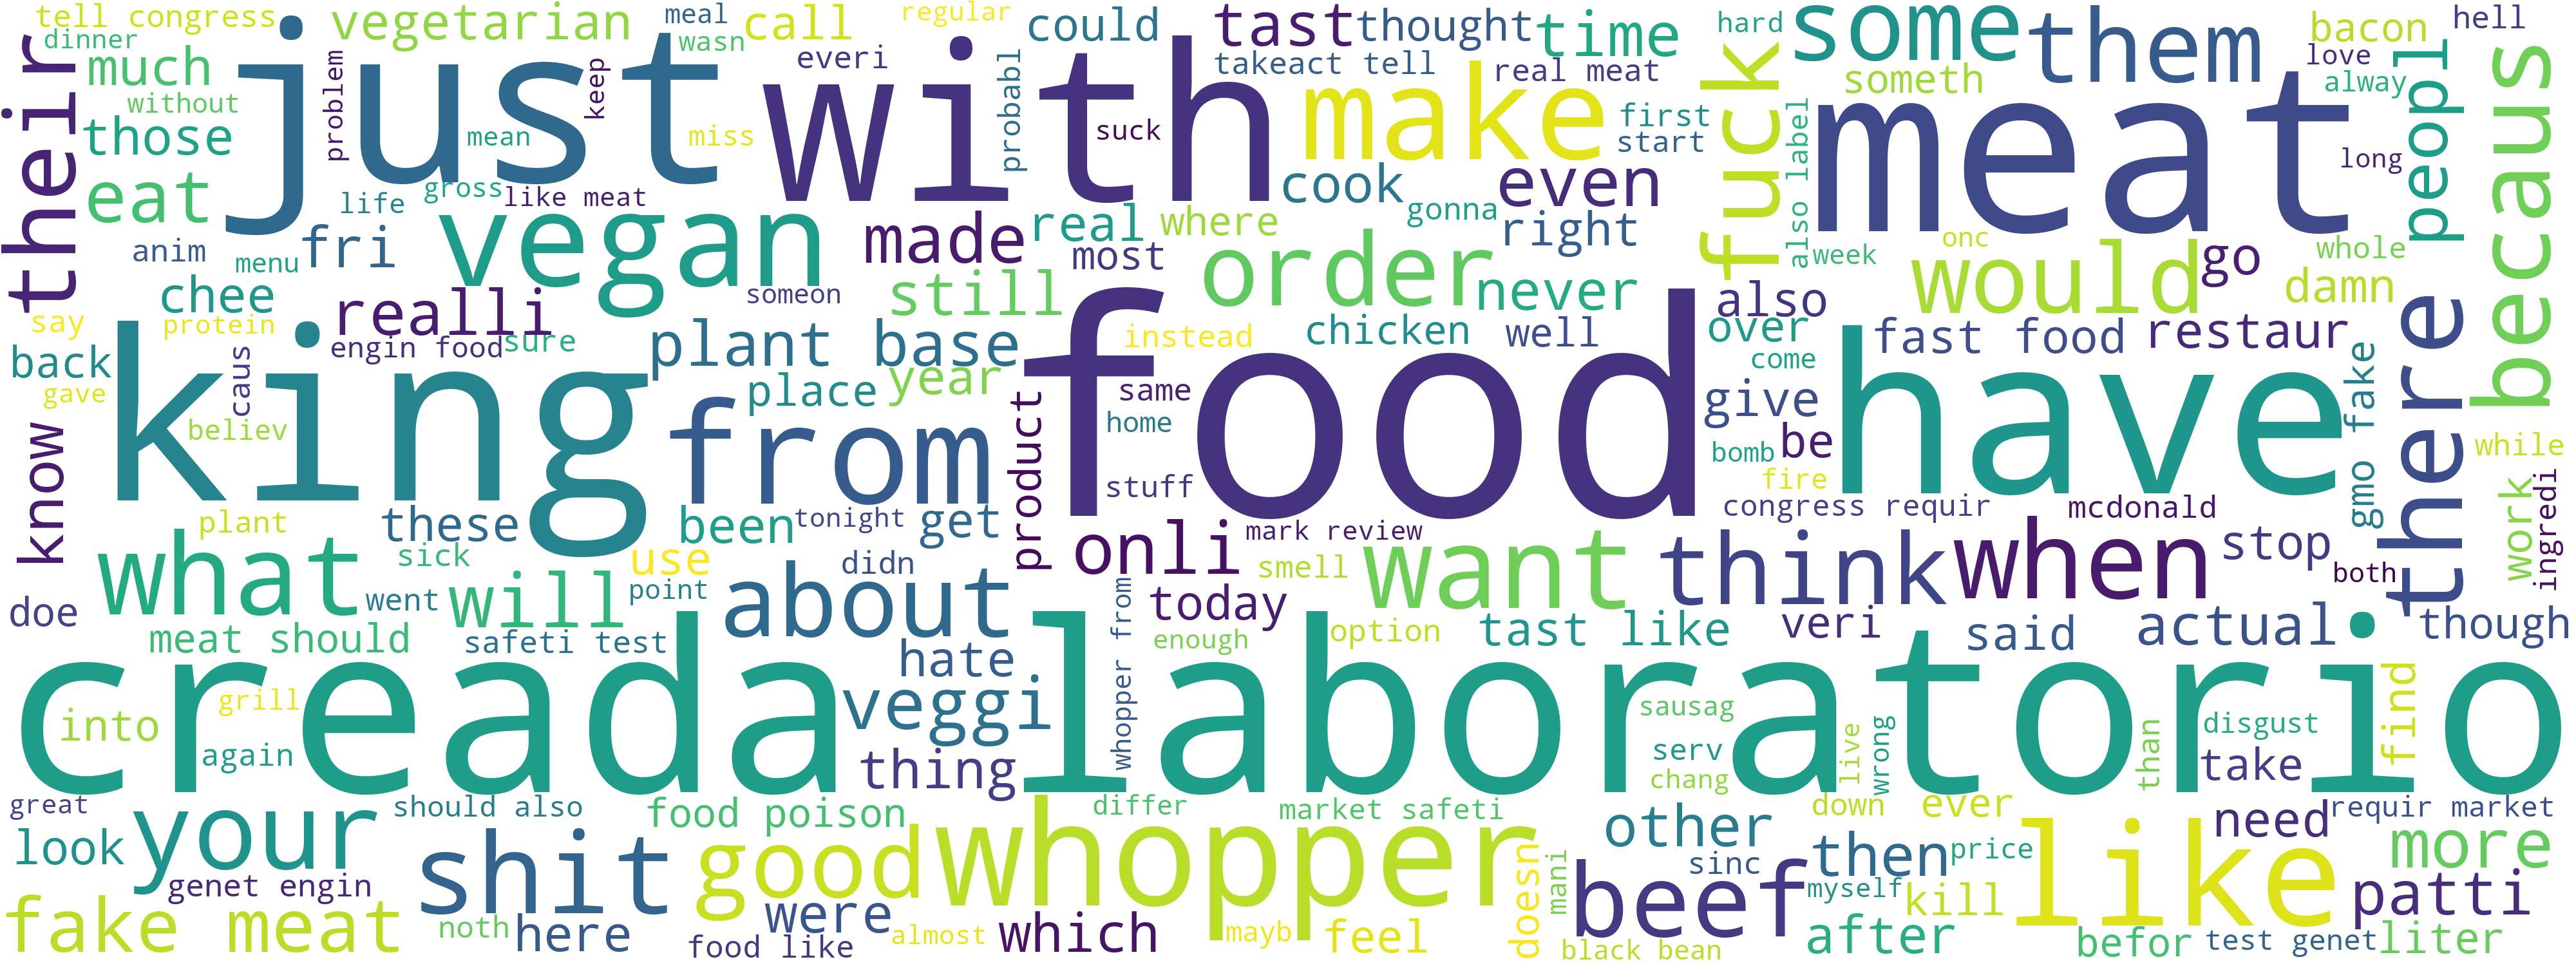 tell congress
vegetarian
meal
call
regular
could
tast
thought
time
hard
some
them
bacon
hell
dinner
much
just
wasn
with
everi
takeact tell
real meat
fuck
someth
love
alway
their
without
problem
keep
probabl
make
first
meat
peopl
becaus
those
mean
miss
suck
start
also label
long
eat
life
gross
like meat
cook
even
vegan
made
real
where
gonna
right
would
go
whole
anim
menu
fri
most
order
never
week
onc
damn
chee
realli
someon
still
also
there
say
protein
engin food
sure
plant base
food
instead
chicken
well
over
fast food
restaur
back
caus
king
place
year
same
come
have
gmo fake
gave
believ
from
product
home
give
know
bomb
be
work
while
stuff
fire
ingredi
plant
these
been
tonight
get
congress requir
mcdonald
what
sick
use
didn
onli
mark review
want
think
when
stop
smell
both
doe
went
will
point
about
whopper from
today
meat should
safeti test
hate
enough
option
tast like
veri
said
actual
though
creada laboratorio
into
grill
veggi
sausag
find
again
thing
serv
chang
live
wrong
than
disgust
take
great
should also
food poison
differ
market safeti
down
ever
need
requir market
look
your
shit
good
whopper
doesn
mani
other
sinc
then
price
like
more
genet engin
beef
myself
kill
patti
fake meat
noth
here
were
food like
almost
which
mayb
feel
black bean
after
befor
test genet
liter